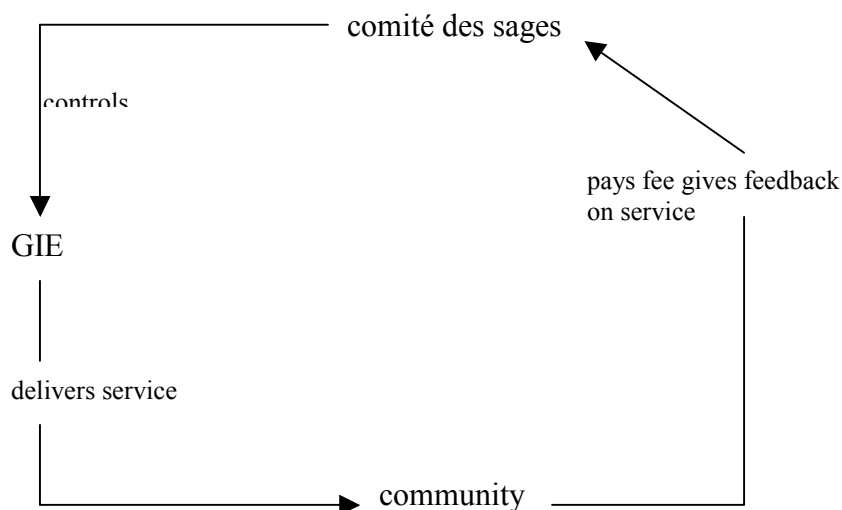 comité des sages
controls
pays fee gives feedback
on service
GIE
delivers service
community